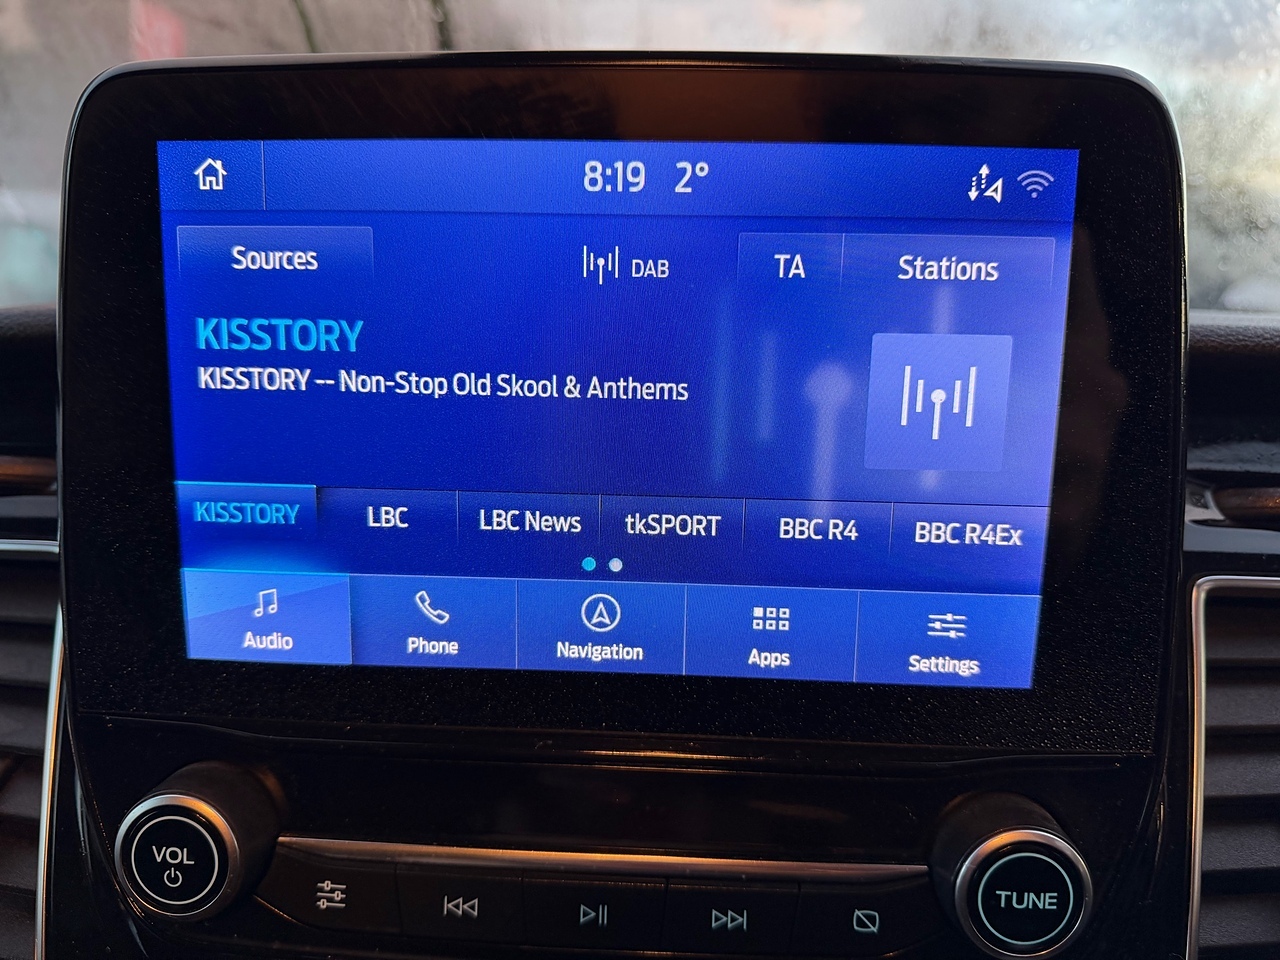 8:19 2°
Sources DAB TA Stations
KISSTORY
KISSTORY -- Non-Stop Old Skool & Anthems
KISSTORY LBC LBC News tkSPORT BBC R4 BBC R4Ex
Audio Phone Navigation Apps Settings
VOL TUNE